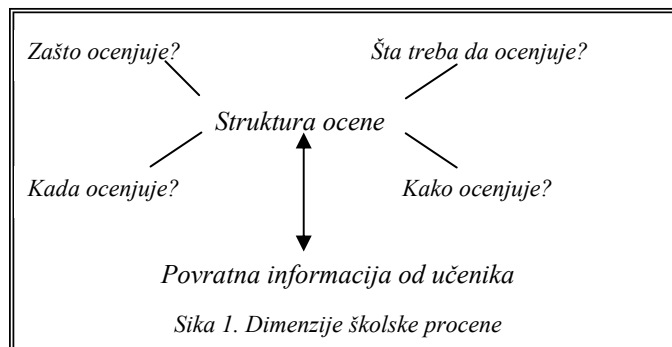 Zašto ocenjuje?
Šta treba da ocenjuje?
Struktura ocene
Kada ocenjuje?
Kako ocenjuje?
Povratna informacija od učenika
Sika 1. Dimenzije školske procene